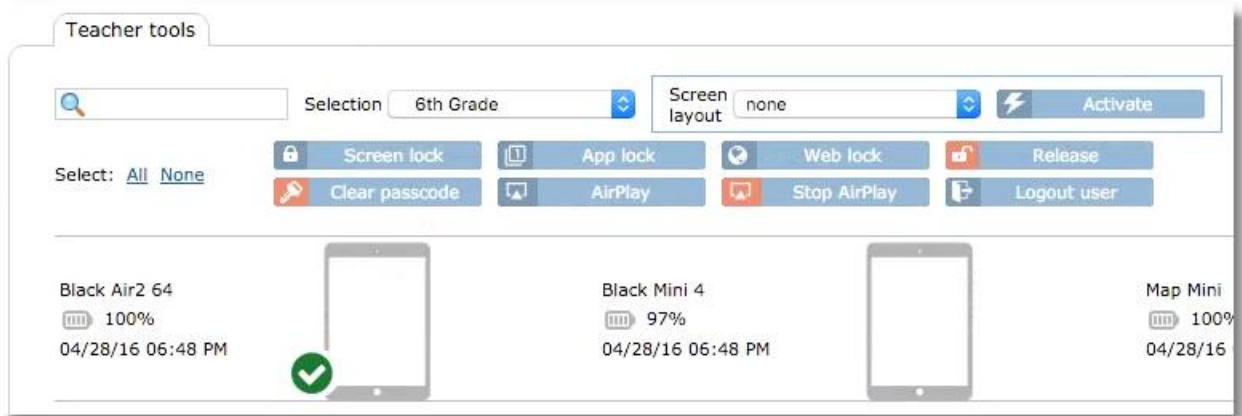 Teacher tools
Selection 6th Grade Screen layout none Activate
Select: All None
Screen lock App lock Web lock Release
Clear passcode AirPlay Stop AirPlay Logout user
Black Air2 64 Black Mini 4 Map Mini
100% 97% 100%
04/28/16 06:48 PM 04/28/16 06:48 PM 04/28/16